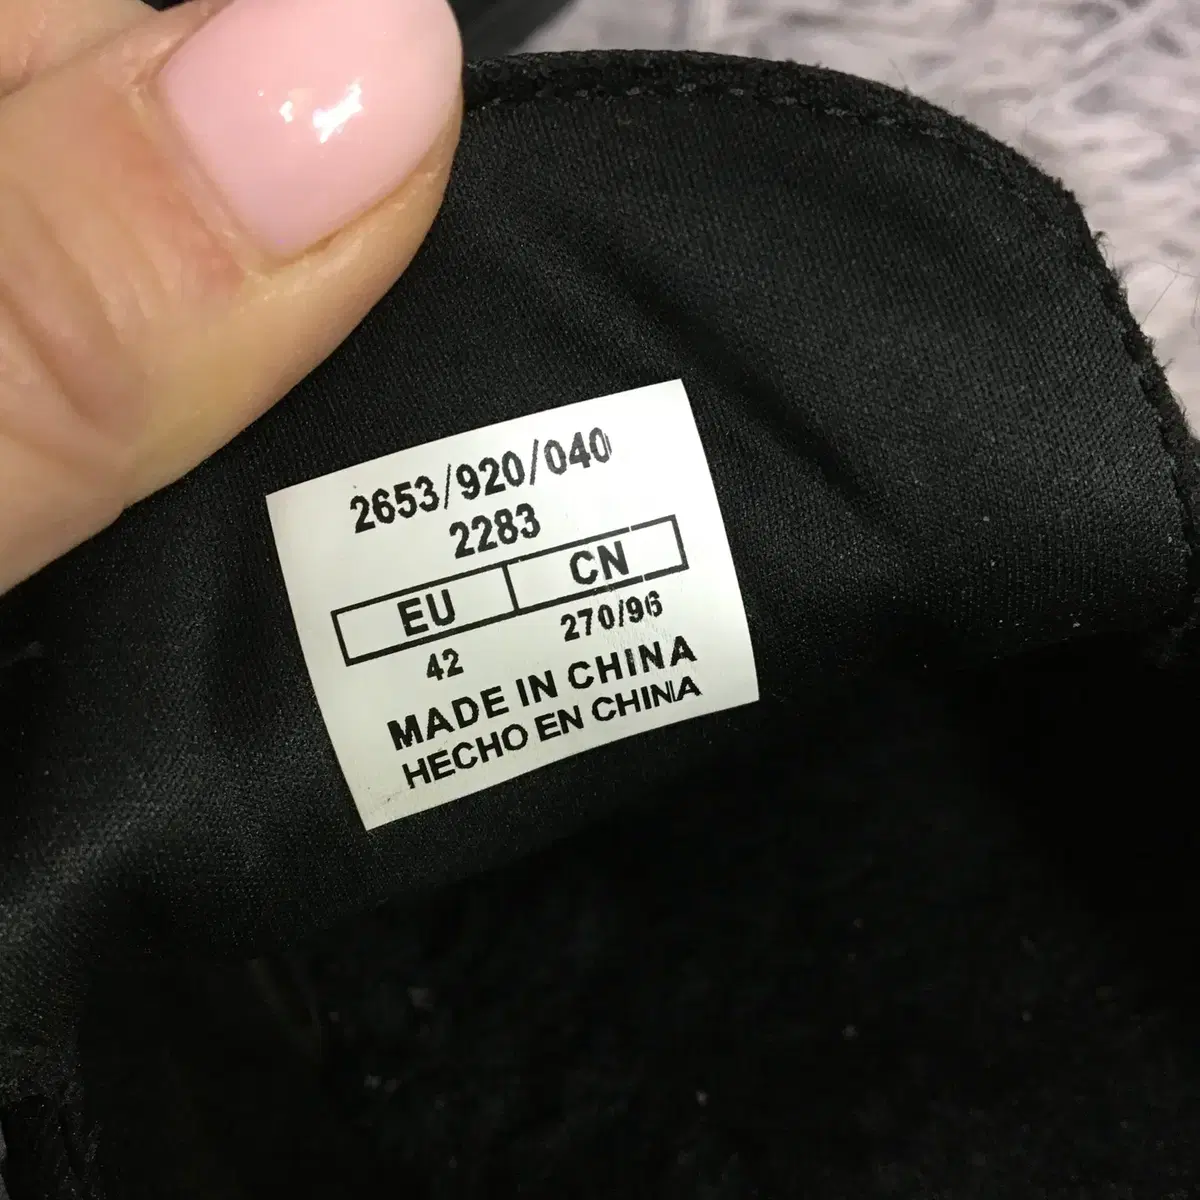 2653/920/040
2283
EU CN
42 270/96
MADE IN CHINA
HECHO EN CHINA